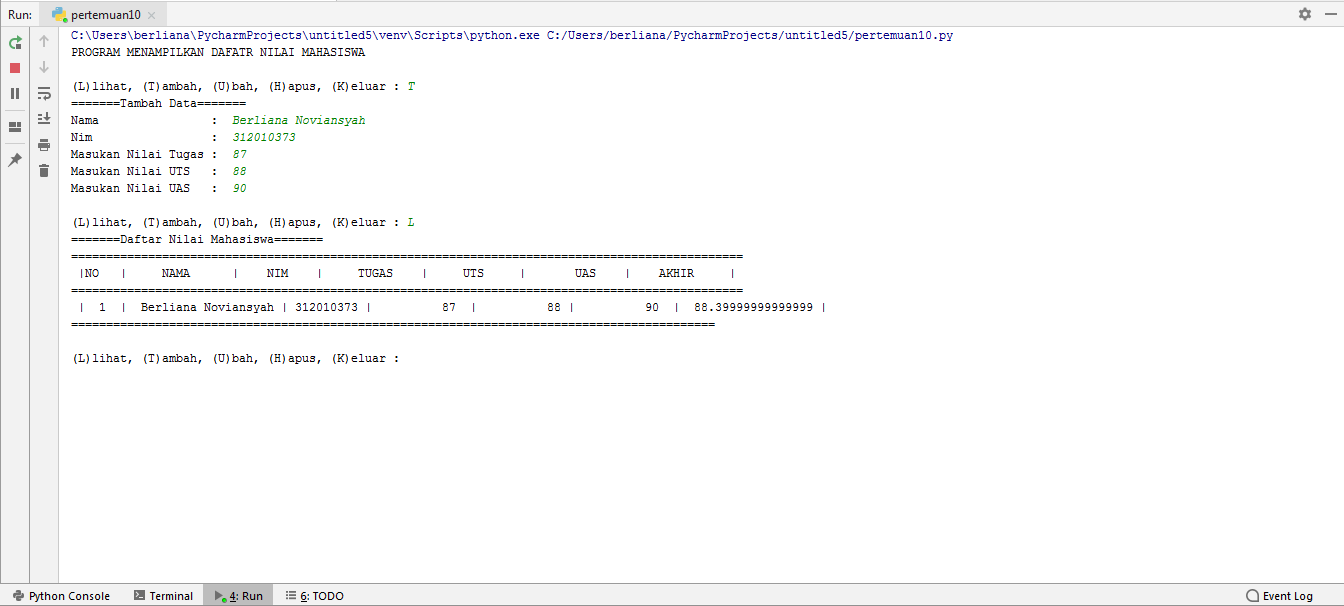 Run: pertemuan10
C:\Users\berliana\PycharmProjects\untitled5\venv\Scripts\python.exe C:/Users/berliana/PycharmProjects/untitled5/pertemuan10.py
PROGRAM MENAMPILKAN DAFATR NILAI MAHASISWA
(L)lihat, (T)ambah, (U)bah, (H)apus, (K)eluar : T
=======Tambah Data=======
Nama                :  Berliana Noviansyah
Nim                 :  312010373
Masukan Nilai Tugas :  87
Masukan Nilai UTS   :  88
Masukan Nilai UAS   :  90
(L)lihat, (T)ambah, (U)bah, (H)apus, (K)eluar : L
=======Daftar Nilai Mahasiswa=======
================================================================================================
 |NO   |     NAMA      |    NIM    |     TUGAS    |     UTS     |       UAS    |    AKHIR     |
================================================================================================
 |  1  |  Berliana Noviansyah | 312010373 |          87  |          88 |          90  |  88.39999999999999 |
============================================================================================
(L)lihat, (T)ambah, (U)bah, (H)apus, (K)eluar :
Python Console Terminal 4: Run 6: TODO Event Log